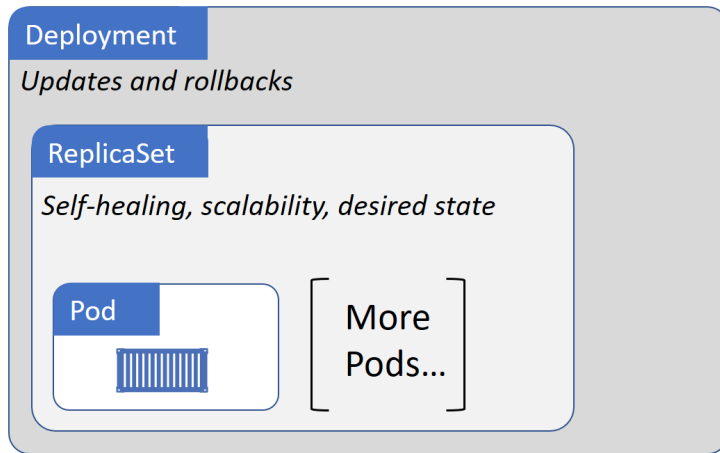 Deployment
Updates and rollbacks
ReplicaSet
Self-healing, scalability, desired state
Pod
More
Pods...